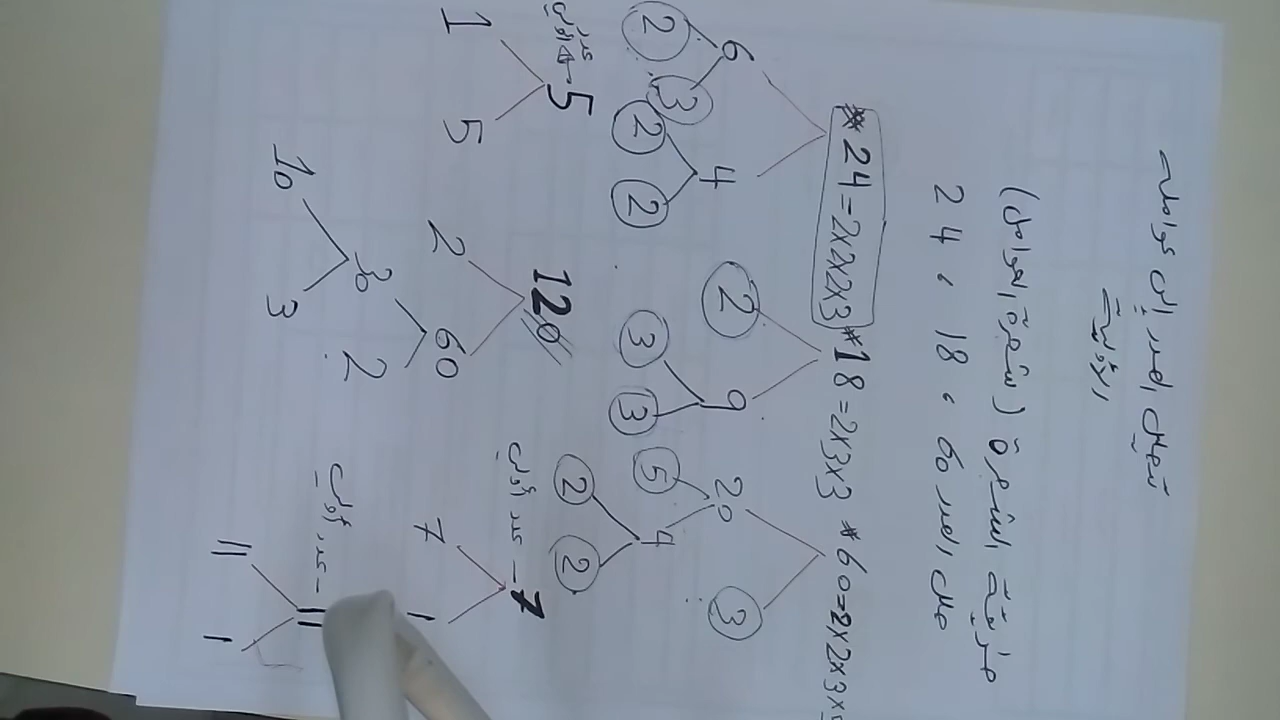 تحليل العدد إلى عوامله
الأولية
طريقة الشجرة (شجرة العوامل)
حلل العدد 60 ، 18 ، 24
* 24 = 2x2x2x3 * 18 = 2x3x3 * 60 = 2x2x3x5
6 4 2 9 20 3
2 3 2 2 3 3 5 4
2 2
5 ← عدد أولي 120 7 – عدد أولي
1 5 2 60 7 1
30 2 11 – عدد أولي
10 3 11 1